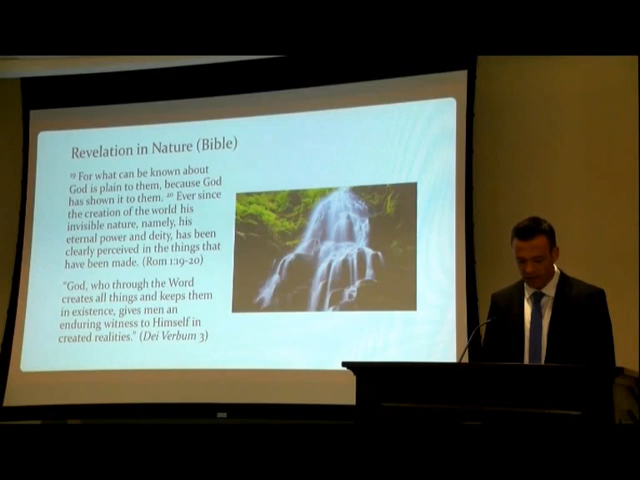 Revelation in Nature (Bible)
¹⁹ For what can be known about
God is plain to them, because God
has shown it to them. ²⁰ Ever since
the creation of the world his
invisible nature, namely, his
eternal power and deity, has been
clearly perceived in the things that
have been made. (Rom 1:19-20)
"God, who through the Word
creates all things and keeps them
in existence, gives men an
enduring witness to Himself in
created realities." (Dei Verbum 3)